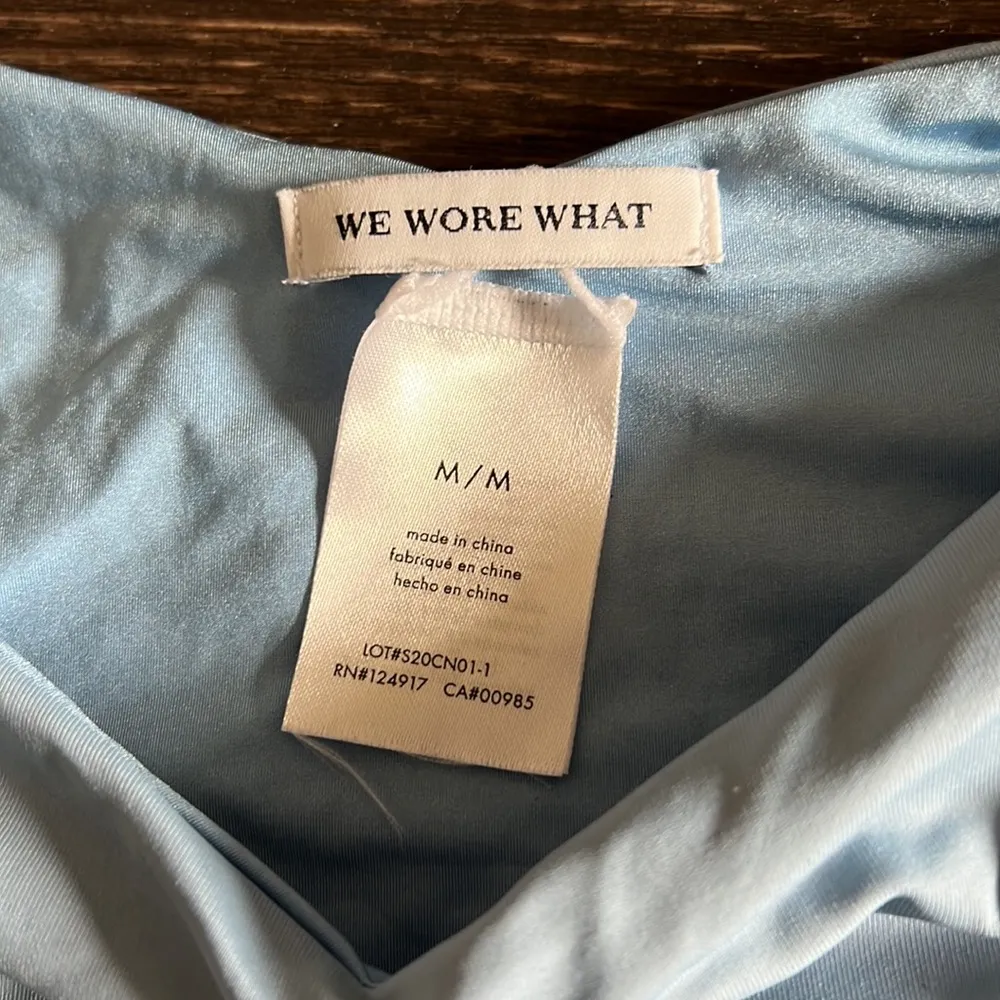 WE WORE WHAT
M/M
made in china
fabriqué en chine
hecho en china
LOT#S20CN01-1
RN#124917 CA#00985